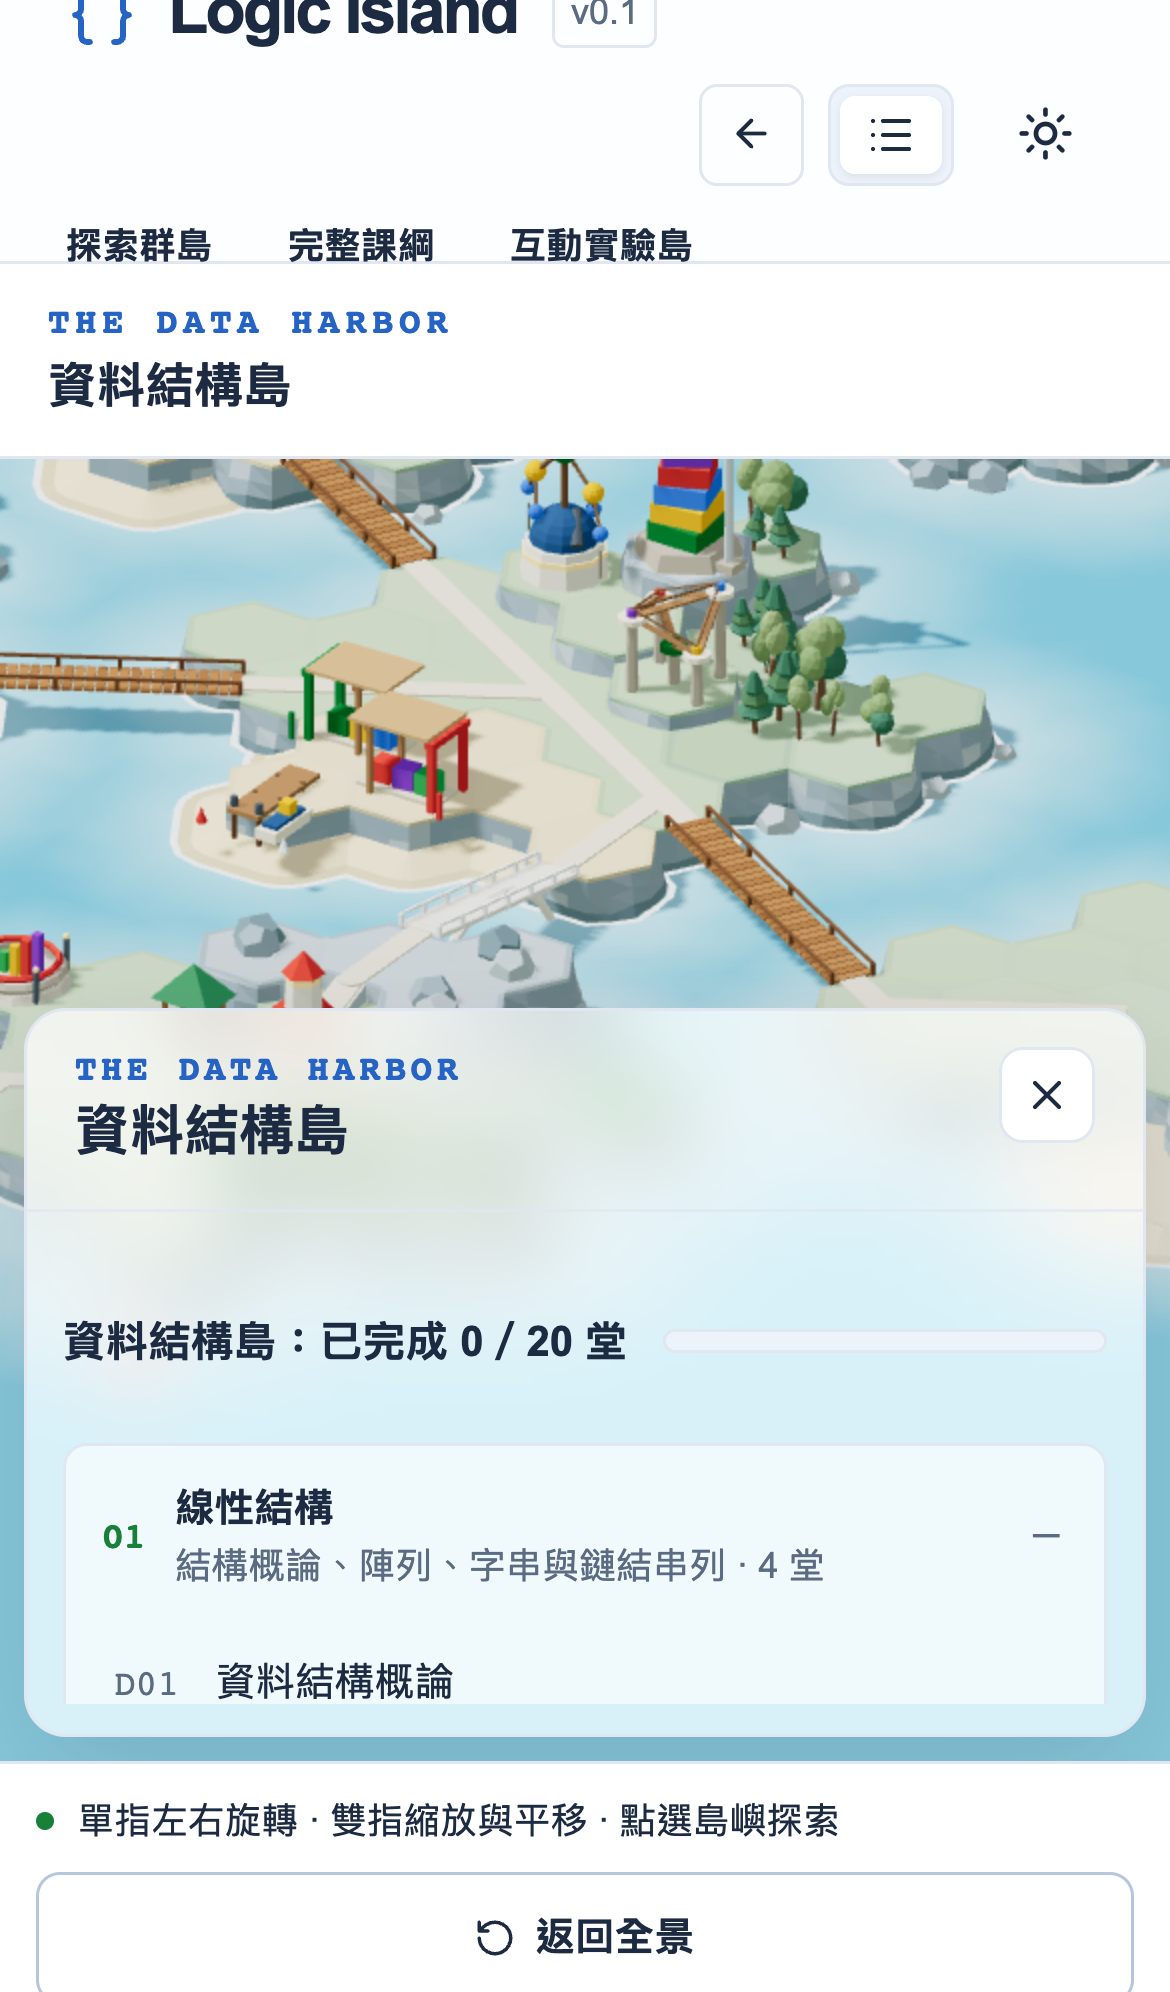 { } Logic Island v0.1
探索群島 完整課綱 互動實驗島
THE DATA HARBOR
資料結構島
THE DATA HARBOR
資料結構島
資料結構島：已完成 0 / 20 堂
01 線性結構
結構概論、陣列、字串與鏈結串列 · 4 堂
D01 資料結構概論
單指左右旋轉 · 雙指縮放與平移 · 點選島嶼探索
返回全景